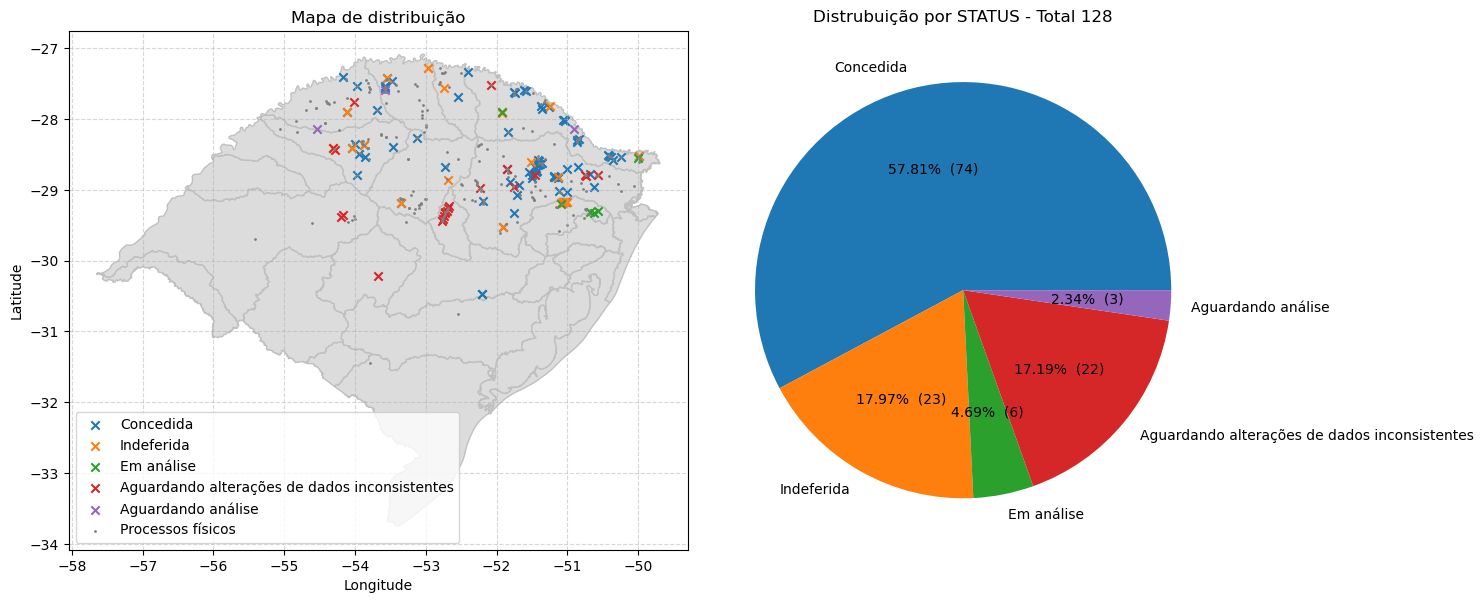 Mapa de distribuição
−27
−28
−29
−30
−31
−32
−33
−34
Latitude
Concedida
Indeferida
Em análise
Aguardando alterações de dados inconsistentes
Aguardando análise
Processos físicos
−58 −57 −56 −55 −54 −53 −52 −51 −50
Longitude
Distrubuição por STATUS - Total 128
Concedida
57.81% (74)
2.34% (3)
Aguardando análise
17.19% (22)
17.97% (23)
4.69% (6)
Aguardando alterações de dados inconsistentes
Indeferida
Em análise